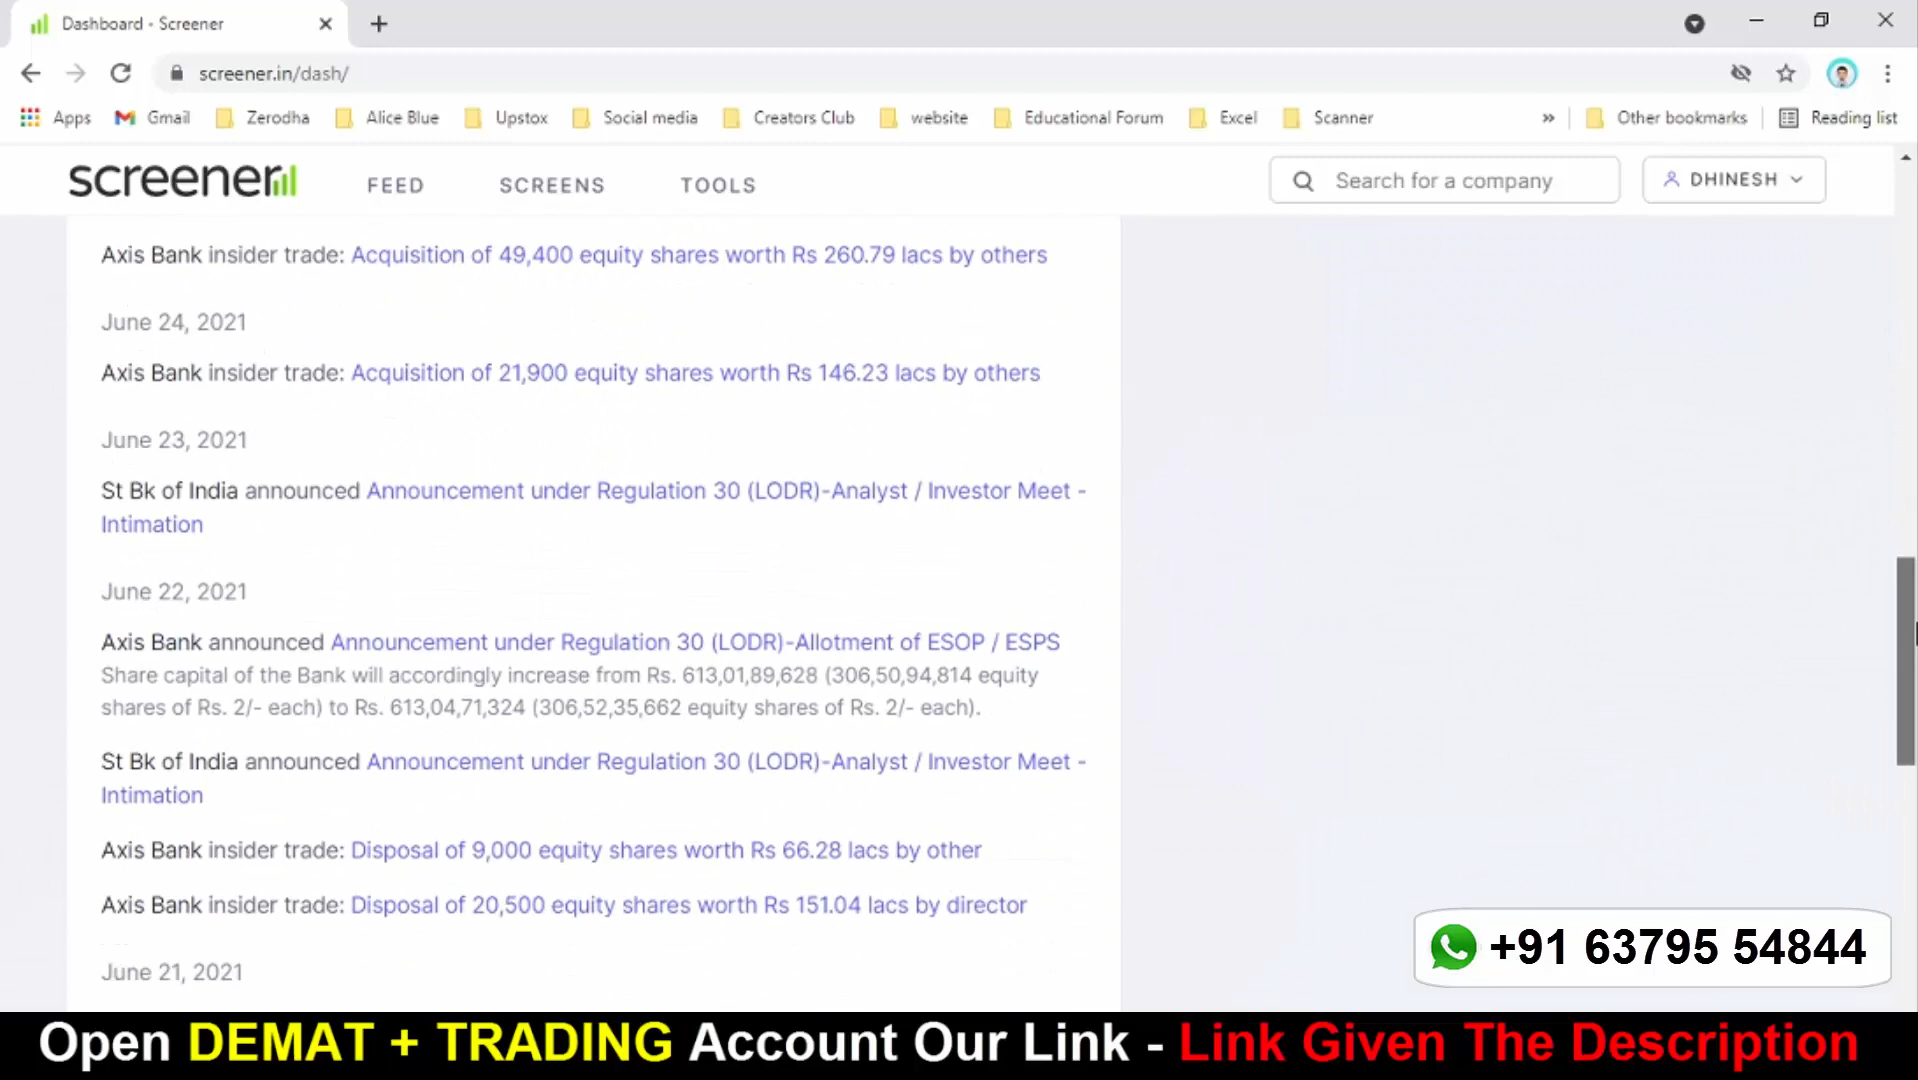 Dashboard - Screener
screener.in/dash/
Apps Gmail Zerodha Alice Blue Upstox Social media Creators Club website Educational Forum Excel Scanner » Other bookmarks Reading list
screener FEED SCREENS TOOLS Search for a company DHINESH
Axis Bank insider trade: Acquisition of 49,400 equity shares worth Rs 260.79 lacs by others
June 24, 2021
Axis Bank insider trade: Acquisition of 21,900 equity shares worth Rs 146.23 lacs by others
June 23, 2021
St Bk of India announced Announcement under Regulation 30 (LODR)-Analyst / Investor Meet -
Intimation
June 22, 2021
Axis Bank announced Announcement under Regulation 30 (LODR)-Allotment of ESOP / ESPS
Share capital of the Bank will accordingly increase from Rs. 613,01,89,628 (306,50,94,814 equity
shares of Rs. 2/- each) to Rs. 613,04,71,324 (306,52,35,662 equity shares of Rs. 2/- each).
St Bk of India announced Announcement under Regulation 30 (LODR)-Analyst / Investor Meet -
Intimation
Axis Bank insider trade: Disposal of 9,000 equity shares worth Rs 66.28 lacs by other
Axis Bank insider trade: Disposal of 20,500 equity shares worth Rs 151.04 lacs by director
June 21, 2021
+91 63795 54844
Open DEMAT + TRADING Account Our Link - Link Given The Description